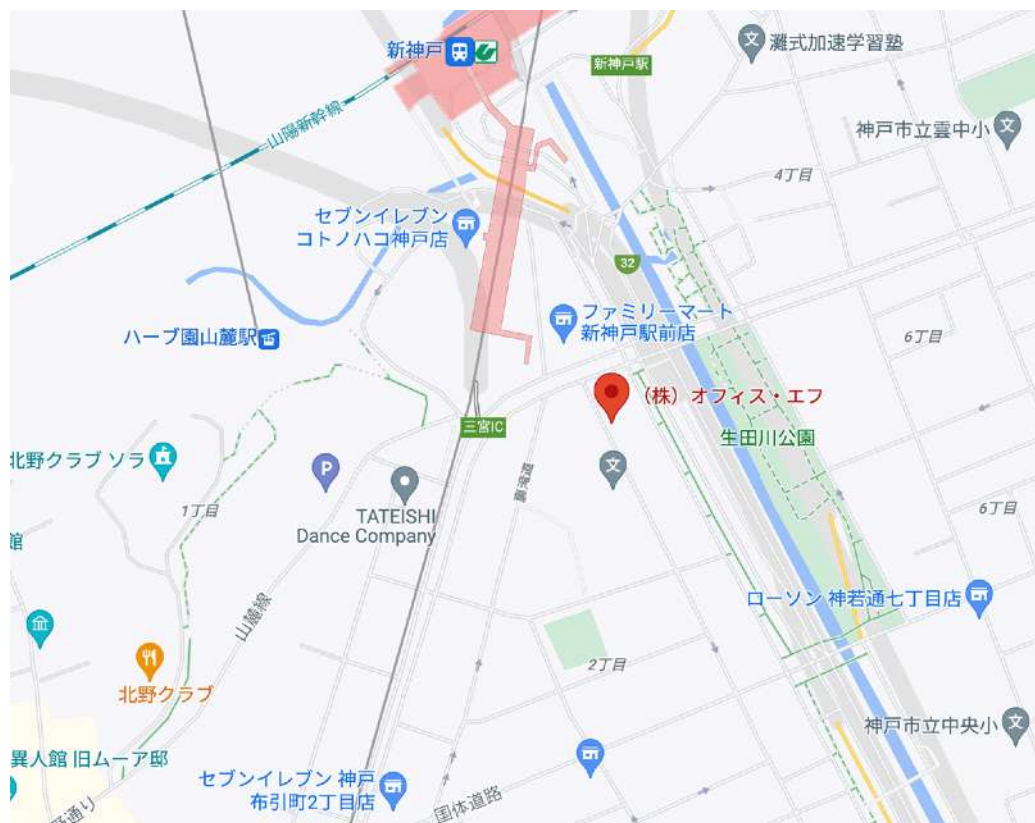 新神戸
新神戸駅
灘式加速学習塾
山陽新幹線
神戸市立雲中小
4丁目
セブンイレブン
コトノハコ神戸店
32
ハーブ園山麓駅
ファミリーマート
新神戸駅前店
6丁目
（株）オフィス・エフ
三宮IC
生田川公園
北野クラブ ソラ
P
文
TATEISHI
Dance Company
1丁目
6丁目
館
ローソン 神若通七丁目店
山麓線
2丁目
北野クラブ
神戸市立中央小
異人館 旧ムーア邸
セブンイレブン 神戸
布引町2丁目店
国体道路
野通り